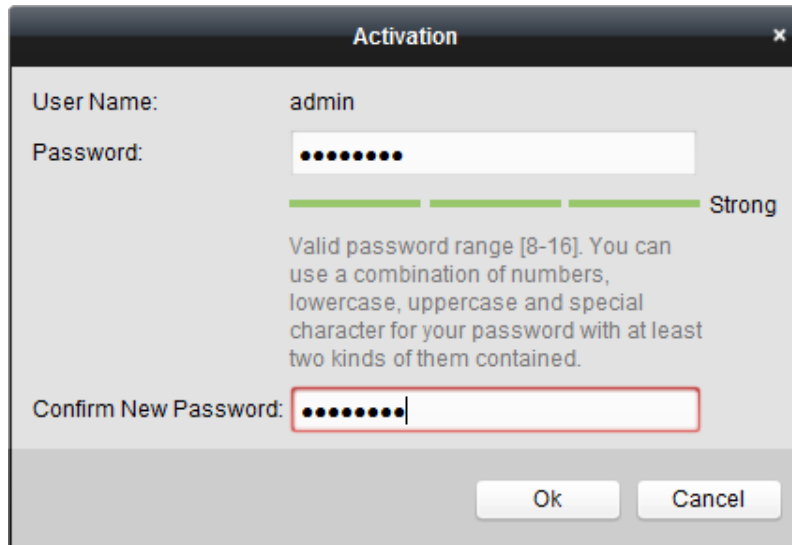 Activation ×
User Name: admin
Password: ●●●●●●●●
Strong
Valid password range [8-16]. You can
use a combination of numbers,
lowercase, uppercase and special
character for your password with at least
two kinds of them contained.
Confirm New Password: ●●●●●●●●
Ok Cancel